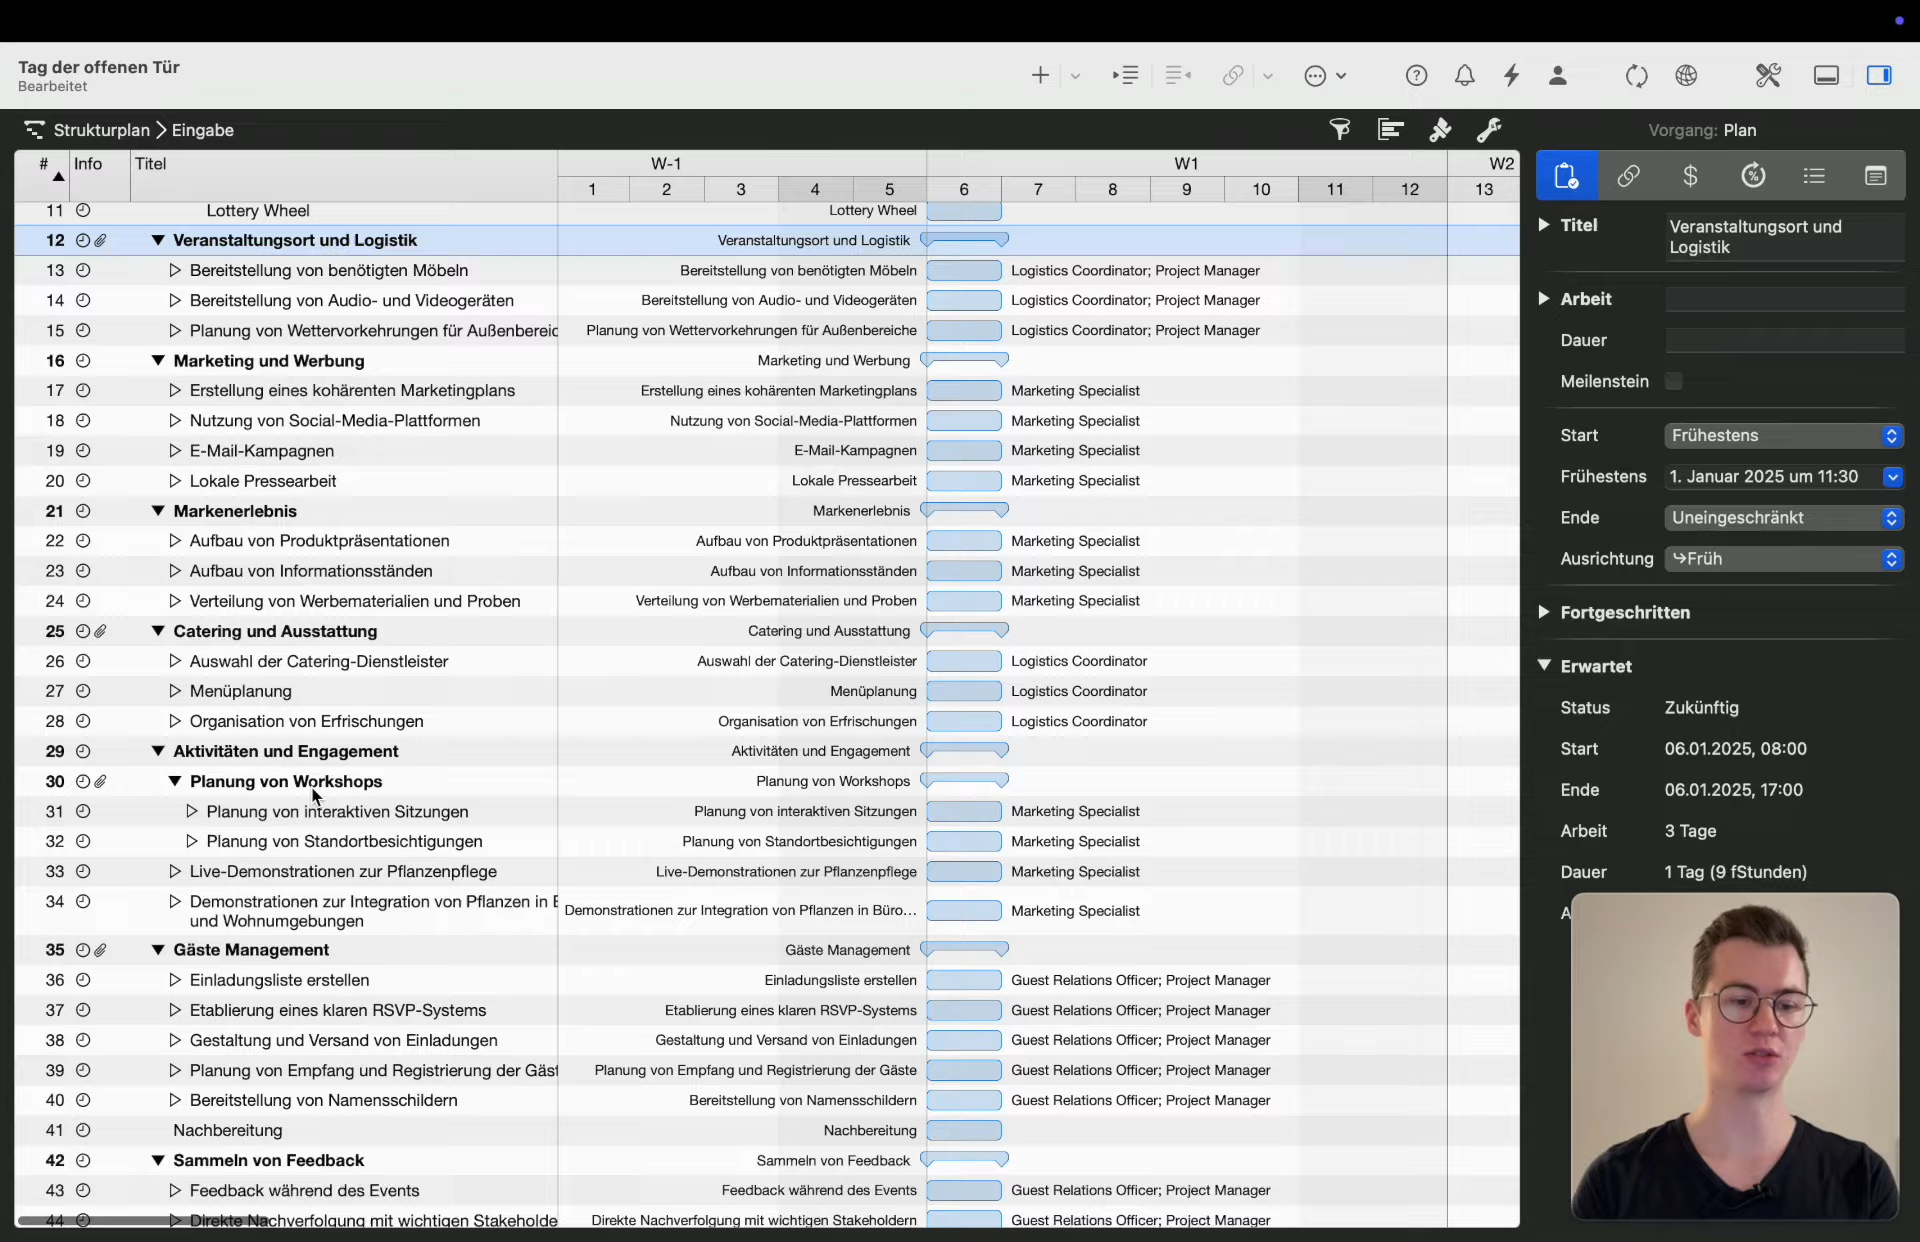 Tag der offenen Tür
Bearbeitet
Strukturplan > Eingabe
Vorgang: Plan
# Info Titel W-1 W1 W2
1 2 3 4 5 6 7 8 9 10 11 12 13
11 Lottery Wheel Lottery Wheel
12 Veranstaltungsort und Logistik Veranstaltungsort und Logistik
13 Bereitstellung von benötigten Möbeln Bereitstellung von benötigten Möbeln Logistics Coordinator; Project Manager
14 Bereitstellung von Audio- und Videogeräten Bereitstellung von Audio- und Videogeräten Logistics Coordinator; Project Manager
15 Planung von Wettervorkehrungen für Außenbereic Planung von Wettervorkehrungen für Außenbereiche Logistics Coordinator; Project Manager
16 Marketing und Werbung Marketing und Werbung
17 Erstellung eines kohärenten Marketingplans Erstellung eines kohärenten Marketingplans Marketing Specialist
18 Nutzung von Social-Media-Plattformen Nutzung von Social-Media-Plattformen Marketing Specialist
19 E-Mail-Kampagnen E-Mail-Kampagnen Marketing Specialist
20 Lokale Pressearbeit Lokale Pressearbeit Marketing Specialist
21 Markenerlebnis Markenerlebnis
22 Aufbau von Produktpräsentationen Aufbau von Produktpräsentationen Marketing Specialist
23 Aufbau von Informationsständen Aufbau von Informationsständen Marketing Specialist
24 Verteilung von Werbematerialien und Proben Verteilung von Werbematerialien und Proben Marketing Specialist
25 Catering und Ausstattung Catering und Ausstattung
26 Auswahl der Catering-Dienstleister Auswahl der Catering-Dienstleister Logistics Coordinator
27 Menüplanung Menüplanung Logistics Coordinator
28 Organisation von Erfrischungen Organisation von Erfrischungen Logistics Coordinator
29 Aktivitäten und Engagement Aktivitäten und Engagement
30 Planung von Workshops Planung von Workshops
31 Planung von interaktiven Sitzungen Planung von interaktiven Sitzungen Marketing Specialist
32 Planung von Standortbesichtigungen Planung von Standortbesichtigungen Marketing Specialist
33 Live-Demonstrationen zur Pflanzenpflege Live-Demonstrationen zur Pflanzenpflege Marketing Specialist
34 Demonstrationen zur Integration von Pflanzen in B
und Wohnumgebungen Demonstrationen zur Integration von Pflanzen in Büro... Marketing Specialist
35 Gäste Management Gäste Management
36 Einladungsliste erstellen Einladungsliste erstellen Guest Relations Officer; Project Manager
37 Etablierung eines klaren RSVP-Systems Etablierung eines klaren RSVP-Systems Guest Relations Officer; Project Manager
38 Gestaltung und Versand von Einladungen Gestaltung und Versand von Einladungen Guest Relations Officer; Project Manager
39 Planung von Empfang und Registrierung der Gäst Planung von Empfang und Registrierung der Gäste Guest Relations Officer; Project Manager
40 Bereitstellung von Namensschildern Bereitstellung von Namensschildern Guest Relations Officer; Project Manager
41 Nachbereitung Nachbereitung
42 Sammeln von Feedback Sammeln von Feedback
43 Feedback während des Events Feedback während des Events Guest Relations Officer; Project Manager
44 Direkte Nachverfolgung mit wichtigen Stakeholde Direkte Nachverfolgung mit wichtigen Stakeholdern Guest Relations Officer; Project Manager
Titel Veranstaltungsort und
Logistik
Arbeit
Dauer
Meilenstein
Start Frühestens
Frühestens 1. Januar 2025 um 11:30
Ende Uneingeschränkt
Ausrichtung ↪Früh
Fortgeschritten
Erwartet
Status Zukünftig
Start 06.01.2025, 08:00
Ende 06.01.2025, 17:00
Arbeit 3 Tage
Dauer 1 Tag (9 fStunden)